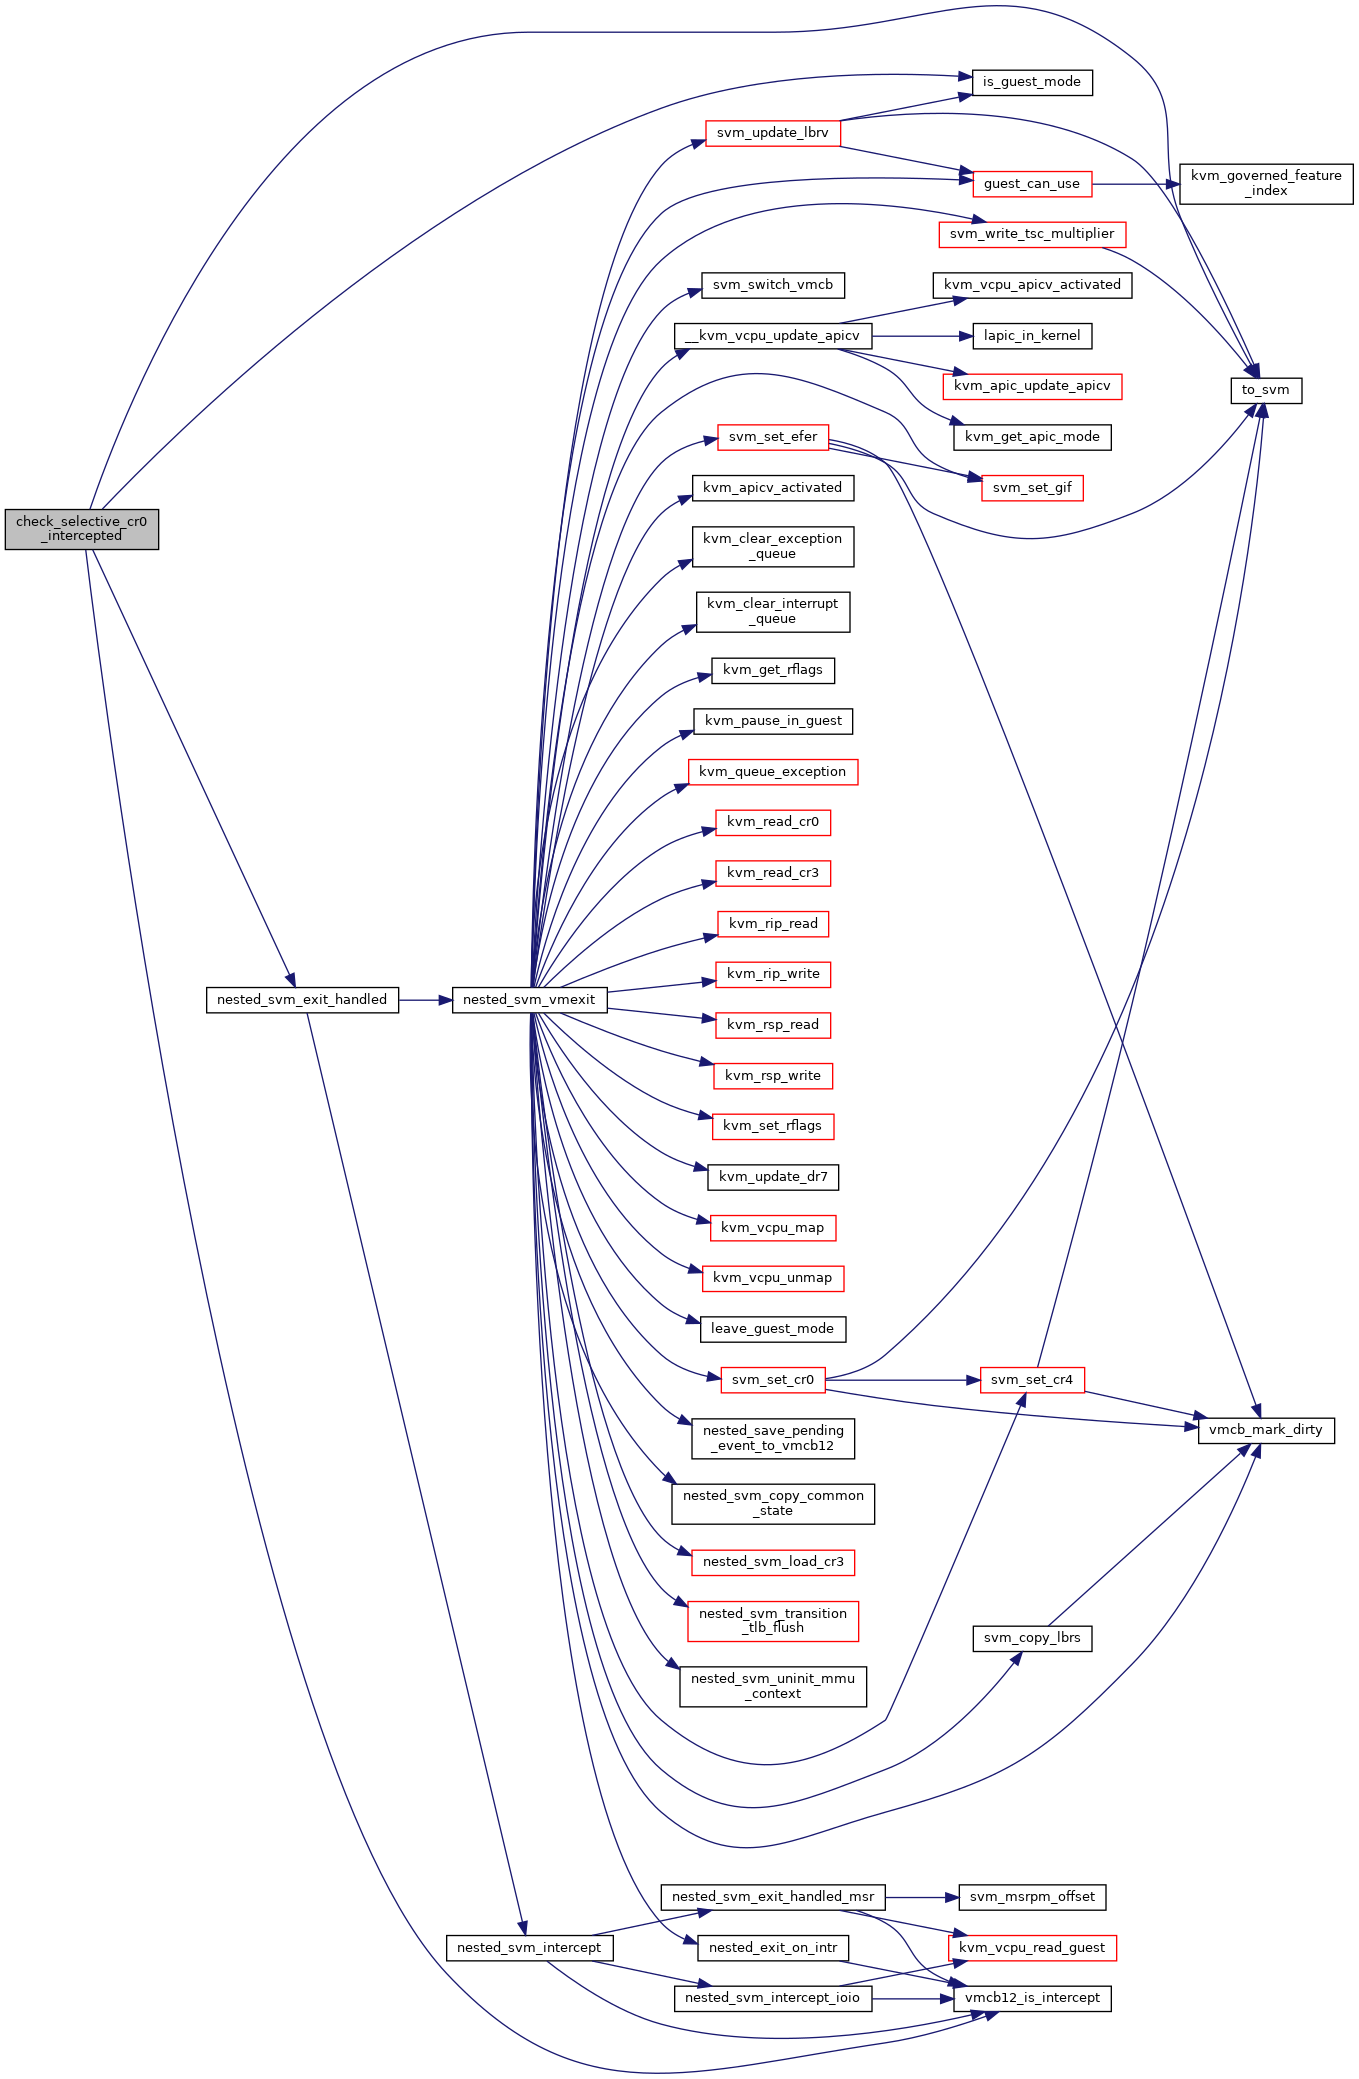 is_guest_mode
svm_update_lbrv
guest_can_use
kvm_governed_feature
_index
svm_write_tsc_multiplier
svm_switch_vmcb
kvm_vcpu_apicv_activated
__kvm_vcpu_update_apicv
lapic_in_kernel
kvm_apic_update_apicv
to_svm
svm_set_efer
kvm_get_apic_mode
kvm_apicv_activated
svm_set_gif
check_selective_cr0
_intercepted
kvm_clear_exception
_queue
kvm_clear_interrupt
_queue
kvm_get_rflags
kvm_pause_in_guest
kvm_queue_exception
kvm_read_cr0
kvm_read_cr3
kvm_rip_read
kvm_rip_write
nested_svm_exit_handled
nested_svm_vmexit
kvm_rsp_read
kvm_rsp_write
kvm_set_rflags
kvm_update_dr7
kvm_vcpu_map
kvm_vcpu_unmap
leave_guest_mode
svm_set_cr0
svm_set_cr4
vmcb_mark_dirty
nested_save_pending
_event_to_vmcb12
nested_svm_copy_common
_state
nested_svm_load_cr3
nested_svm_transition
_tlb_flush
svm_copy_lbrs
nested_svm_uninit_mmu
_context
nested_svm_exit_handled_msr
svm_msrpm_offset
nested_svm_intercept
nested_exit_on_intr
kvm_vcpu_read_guest
nested_svm_intercept_ioio
vmcb12_is_intercept